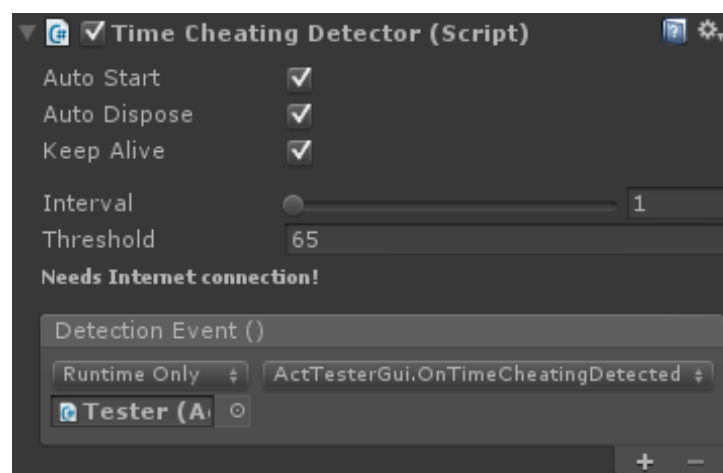 Time Cheating Detector (Script)
Auto Start
Auto Dispose
Keep Alive
Interval 1
Threshold 65
Needs Internet connection!
Detection Event ()
Runtime Only ActTesterGui.OnTimeCheatingDetected
Tester (A